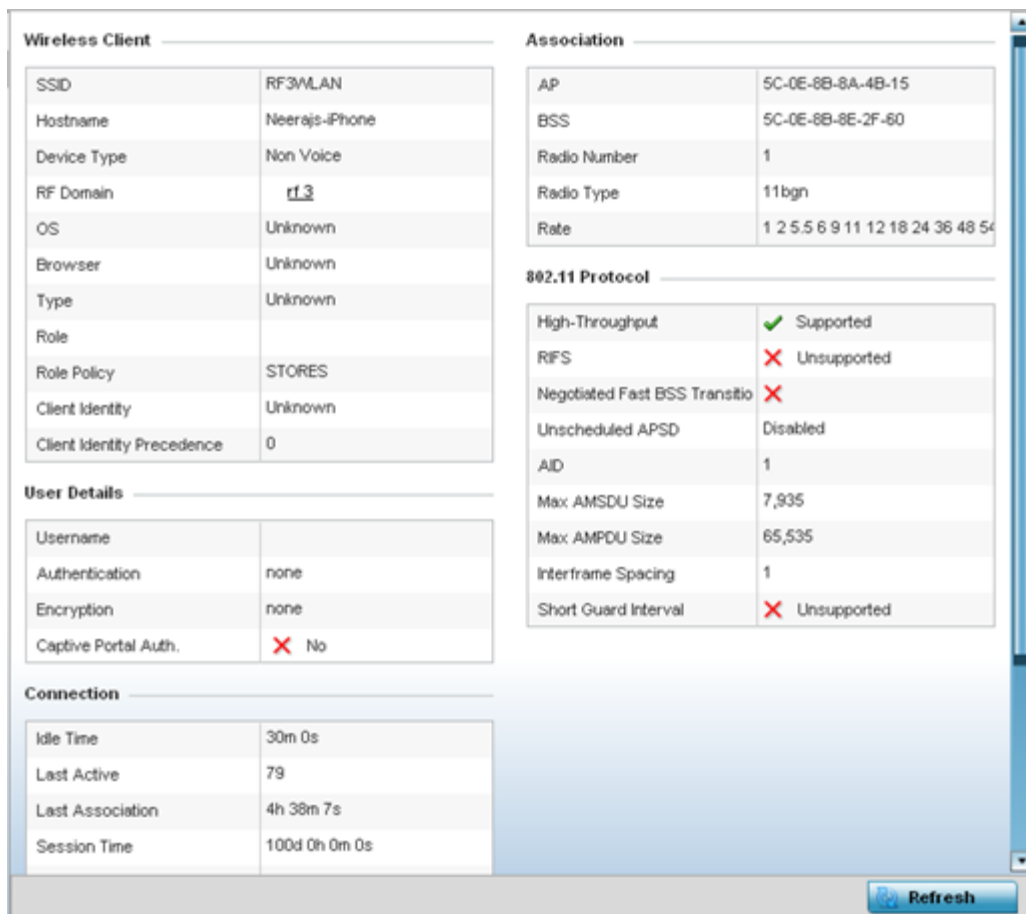 Wireless Client
SSID RF3WLAN
Hostname Neerajs-iPhone
Device Type Non Voice
RF Domain rf 3
OS Unknown
Browser Unknown
Type Unknown
Role
Role Policy STORES
Client Identity Unknown
Client Identity Precedence 0
User Details
Username
Authentication none
Encryption none
Captive Portal Auth. No
Connection
Idle Time 30m 0s
Last Active 79
Last Association 4h 38m 7s
Session Time 100d 0h 0m 0s
Association
AP 5C-0E-8B-8A-4B-15
BSS 5C-0E-8B-8E-2F-60
Radio Number 1
Radio Type 11bgn
Rate 1 2 5.5 6 9 11 12 18 24 36 48 54
802.11 Protocol
High-Throughput Supported
RIFS Unsupported
Negotiated Fast BSS Transitio
Unscheduled APSD Disabled
AID 1
Max AMSDU Size 7,935
Max AMPDU Size 65,535
Interframe Spacing 1
Short Guard Interval Unsupported
Refresh